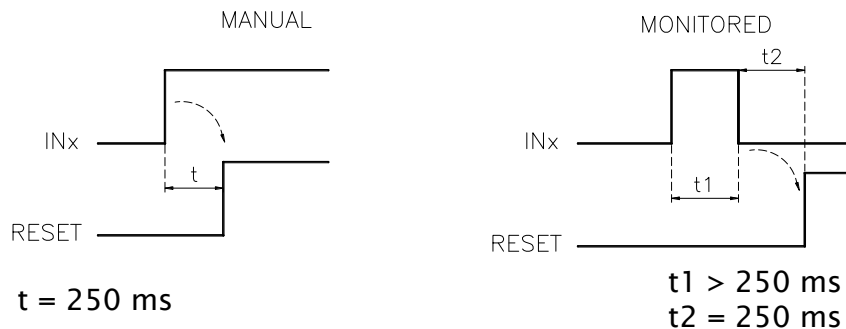 MANUAL
INx
t
RESET
t = 250 ms
MONITORED
t2
INx
t1
RESET
t1 > 250 ms
t2 = 250 ms